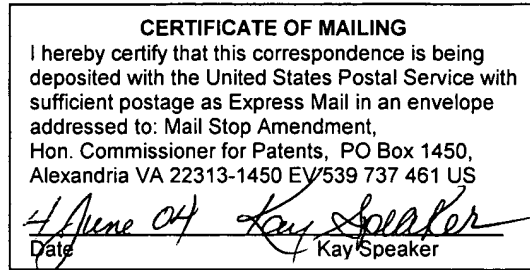 CERTIFICATE OF MAILING
I hereby certify that this correspondence is being
deposited with the United States Postal Service with
sufficient postage as Express Mail in an envelope
addressed to: Mail Stop Amendment,
Hon. Commissioner for Patents, PO Box 1450,
Alexandria VA 22313-1450 EV 539 737 461 US
4 June 04 Kay Speaker
Date Kay Speaker